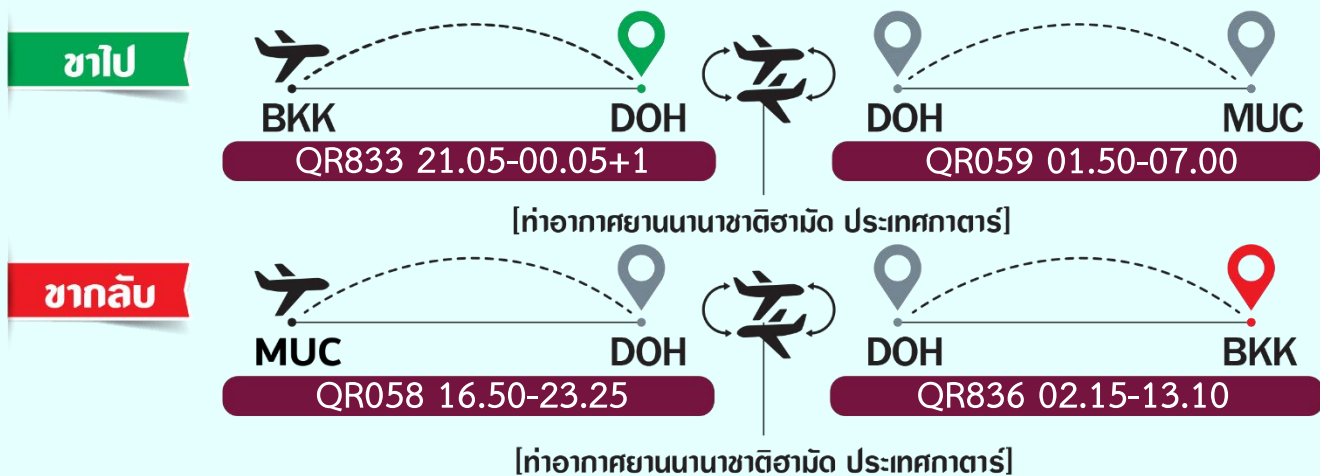 ขาไป
BKK DOH DOH MUC
QR833 21.05-00.05+1 QR059 01.50-07.00
[ท่าอากาศยานนานาชาติฮามัด ประเทศกาตาร์]
ขากลับ
MUC DOH DOH BKK
QR058 16.50-23.25 QR836 02.15-13.10
[ท่าอากาศยานนานาชาติฮามัด ประเทศกาตาร์]